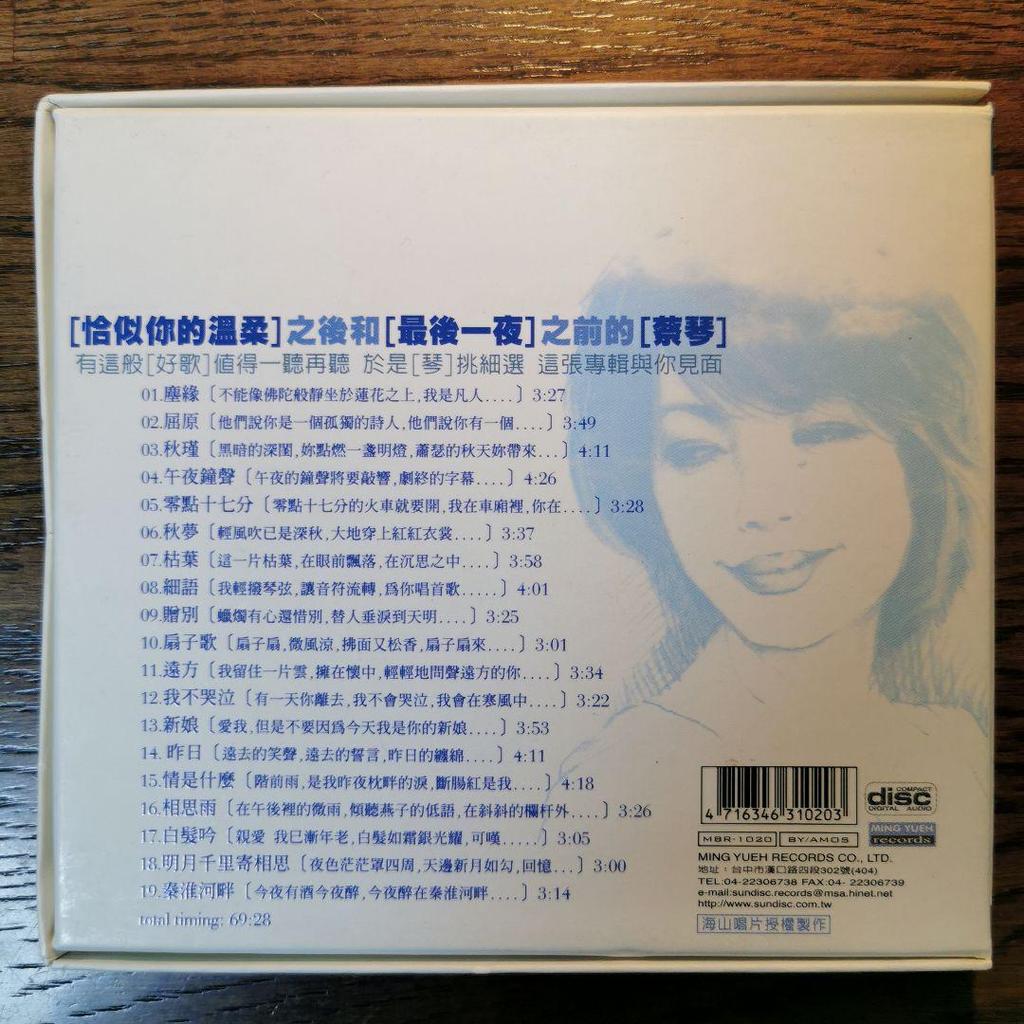 [恰似你的溫柔]之後和[最後一夜]之前的[蔡琴]
有這般[好歌]值得一聽再聽 於是[琴]挑細選 這張專輯與你見面
01.塵緣〔不能像佛陀般靜坐於蓮花之上,我是凡人....〕3:27
02.屈原〔他們說你是一個孤獨的詩人,他們說你有一個....〕3:49
03.秋瑾〔黑暗的深閨,妳點燃一盞明燈,蕭瑟的秋天妳帶來...〕4:11
04.午夜鐘聲〔午夜的鐘聲將要敲響,劇終的字幕....〕4:26
05.零點十七分〔零點十七分的火車就要開,我在車廂裡,你在....〕3:28
06.秋夢〔輕風吹已是深秋,大地穿上紅紅衣裳....〕3:37
07.枯葉〔這一片枯葉,在眼前飄落,在沉思之中....〕3:58
08.細語〔我輕撥琴弦,讓音符流轉,爲你唱首歌.....〕4:01
09.贈別〔蠟燭有心還惜別,替人垂淚到天明....〕3:25
10.扇子歌〔扇子扇,微風涼,拂面又松香,扇子扇來....〕3:01
11.遠方〔我留住一片雲,擁在懷中,輕輕地問聲遠方的你....〕3:34
12.我不哭泣〔有一天你離去,我不會哭泣,我會在寒風中....〕3:22
13.新娘〔愛我,但是不要因爲今天我是你的新娘....〕3:53
14.昨日〔遠去的笑聲,遠去的誓言,昨日的纏綿....〕4:11
15.情是什麼〔階前雨,是我昨夜枕畔的淚,斷腸紅是我....〕4:18
16.相思雨〔在午後裡的微雨,傾聽燕子的低語,在斜斜的欄杆外....〕3:26
17.白髮吟〔親愛 我已漸年老,白髮如霜銀光耀,可嘆.....〕3:05
18.明月千里寄相思〔夜色茫茫罩四周,天邊新月如勾,回憶...〕3:00
19.秦淮河畔〔今夜有酒今夜醉,今夜醉在秦淮河畔....〕3:14
total timing: 69:28
4 716346 310203
COMPACT
disc
DIGITAL AUDIO
MBR-1020 BY/AMOS
MING YUEH
records
MING YUEH RECORDS CO., LTD.
地址：台中市漢口路四段302號(404)
TEL:04-22306738 FAX:04-22306739
e-mail:sundisc.records@msa.hinet.net
http://www.sundisc.com.tw
海山唱片授權製作